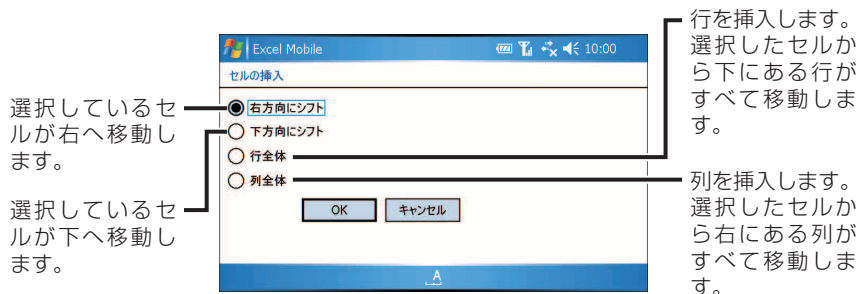 Excel Mobile
10:00
セルの挿入
右方向にシフト
下方向にシフト
行全体
列全体
OK
キャンセル
A
選択しているセ
ルが右へ移動し
ます。
選択しているセ
ルが下へ移動し
ます。
行を挿入します。
選択したセルか
ら下にある行が
すべて移動しま
す。
列を挿入します。
選択したセルか
ら右にある列が
すべて移動しま
す。